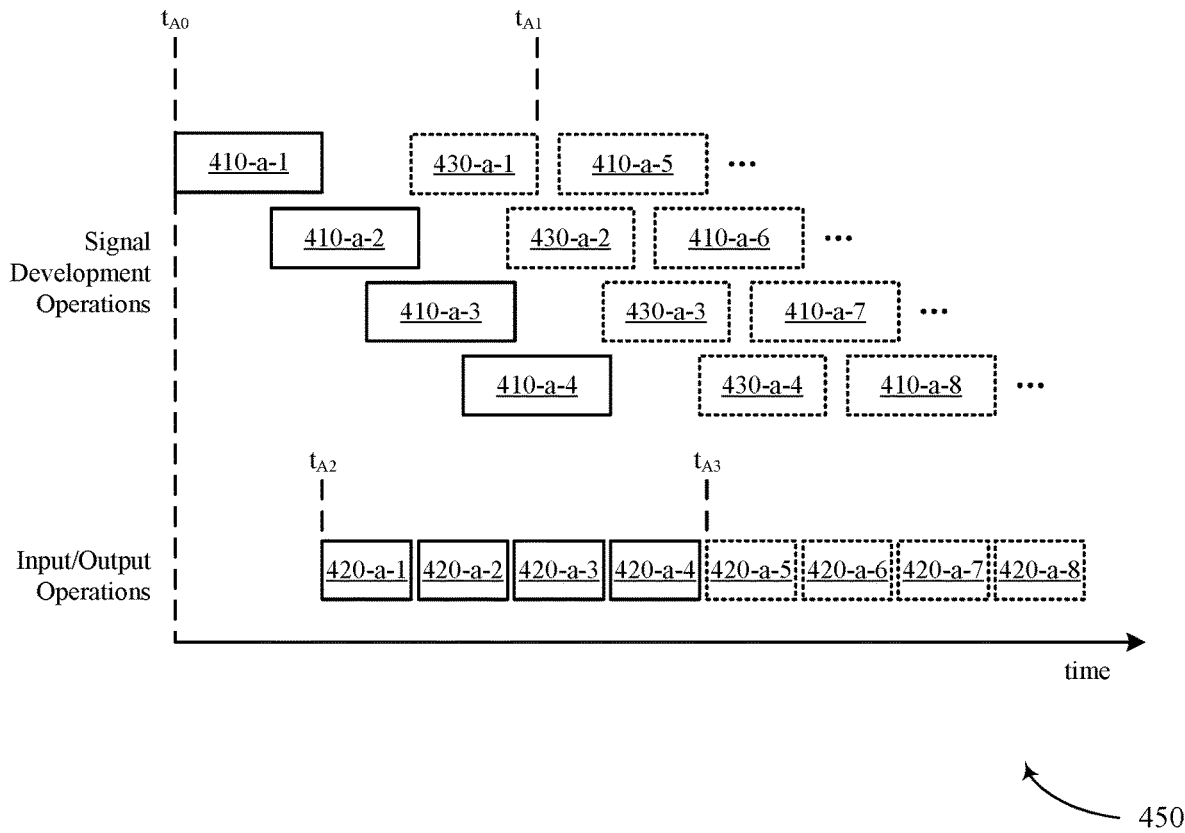 tA0
tA1
410-a-1
430-a-1
410-a-5
...
Signal
Development
Operations
410-a-2
430-a-2
410-a-6
...
410-a-3
430-a-3
410-a-7
...
410-a-4
430-a-4
410-a-8
...
tA2
tA3
Input/Output
Operations
420-a-1
420-a-2
420-a-3
420-a-4
420-a-5
420-a-6
420-a-7
420-a-8
time
450